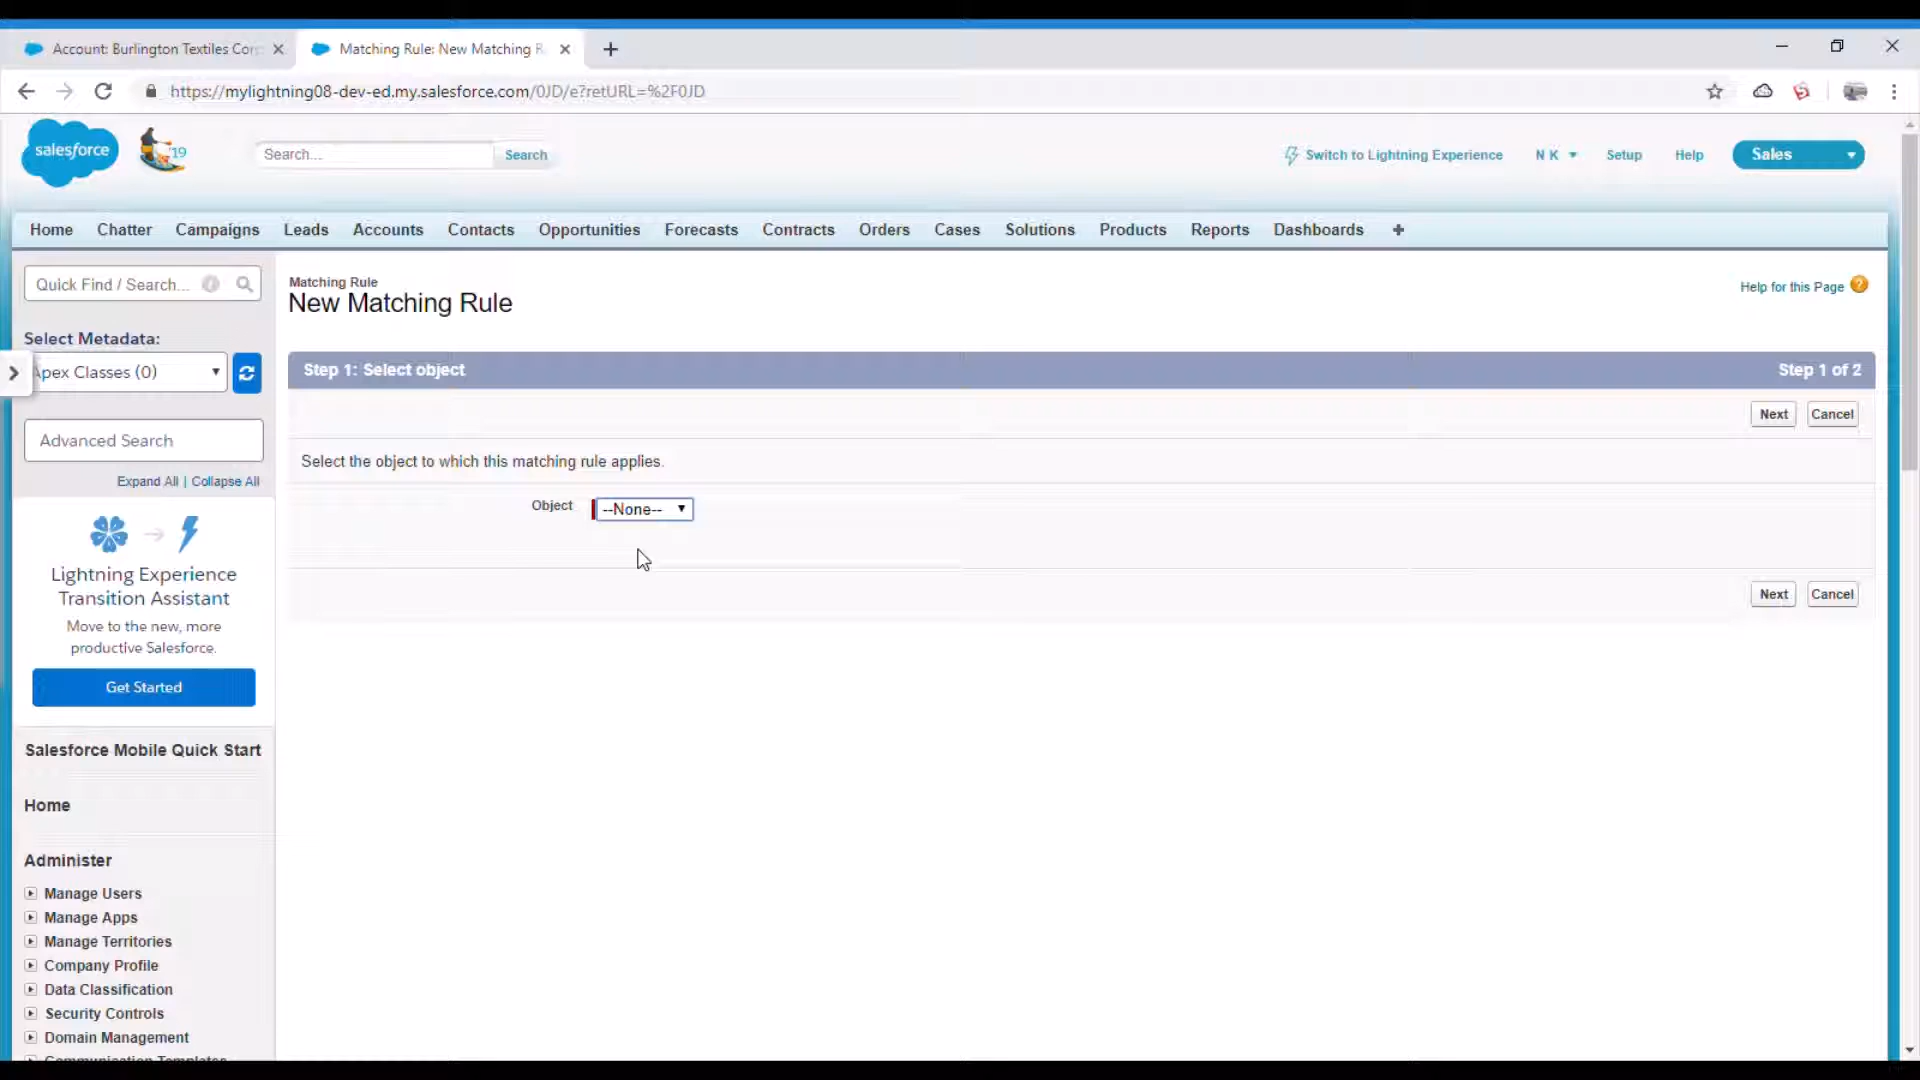 Account: Burlington Textiles Corp
Matching Rule: New Matching R
https://mylightning08-dev-ed.my.salesforce.com/0JD/e?retURL=%2F0JD
salesforce
'19
Search...
Search
Switch to Lightning Experience
N K
Setup
Help
Sales
Home
Chatter
Campaigns
Leads
Accounts
Contacts
Opportunities
Forecasts
Contracts
Orders
Cases
Solutions
Products
Reports
Dashboards
+
Quick Find / Search...
Matching Rule
New Matching Rule
Help for this Page
Select Metadata:
Apex Classes (0)
Step 1: Select object
Step 1 of 2
Next
Cancel
Advanced Search
Select the object to which this matching rule applies.
Expand All | Collapse All
Object
--None--
Next
Cancel
Lightning Experience
Transition Assistant
Move to the new, more
productive Salesforce.
Get Started
Salesforce Mobile Quick Start
Home
Administer
Manage Users
Manage Apps
Manage Territories
Company Profile
Data Classification
Security Controls
Domain Management
Communication Templates